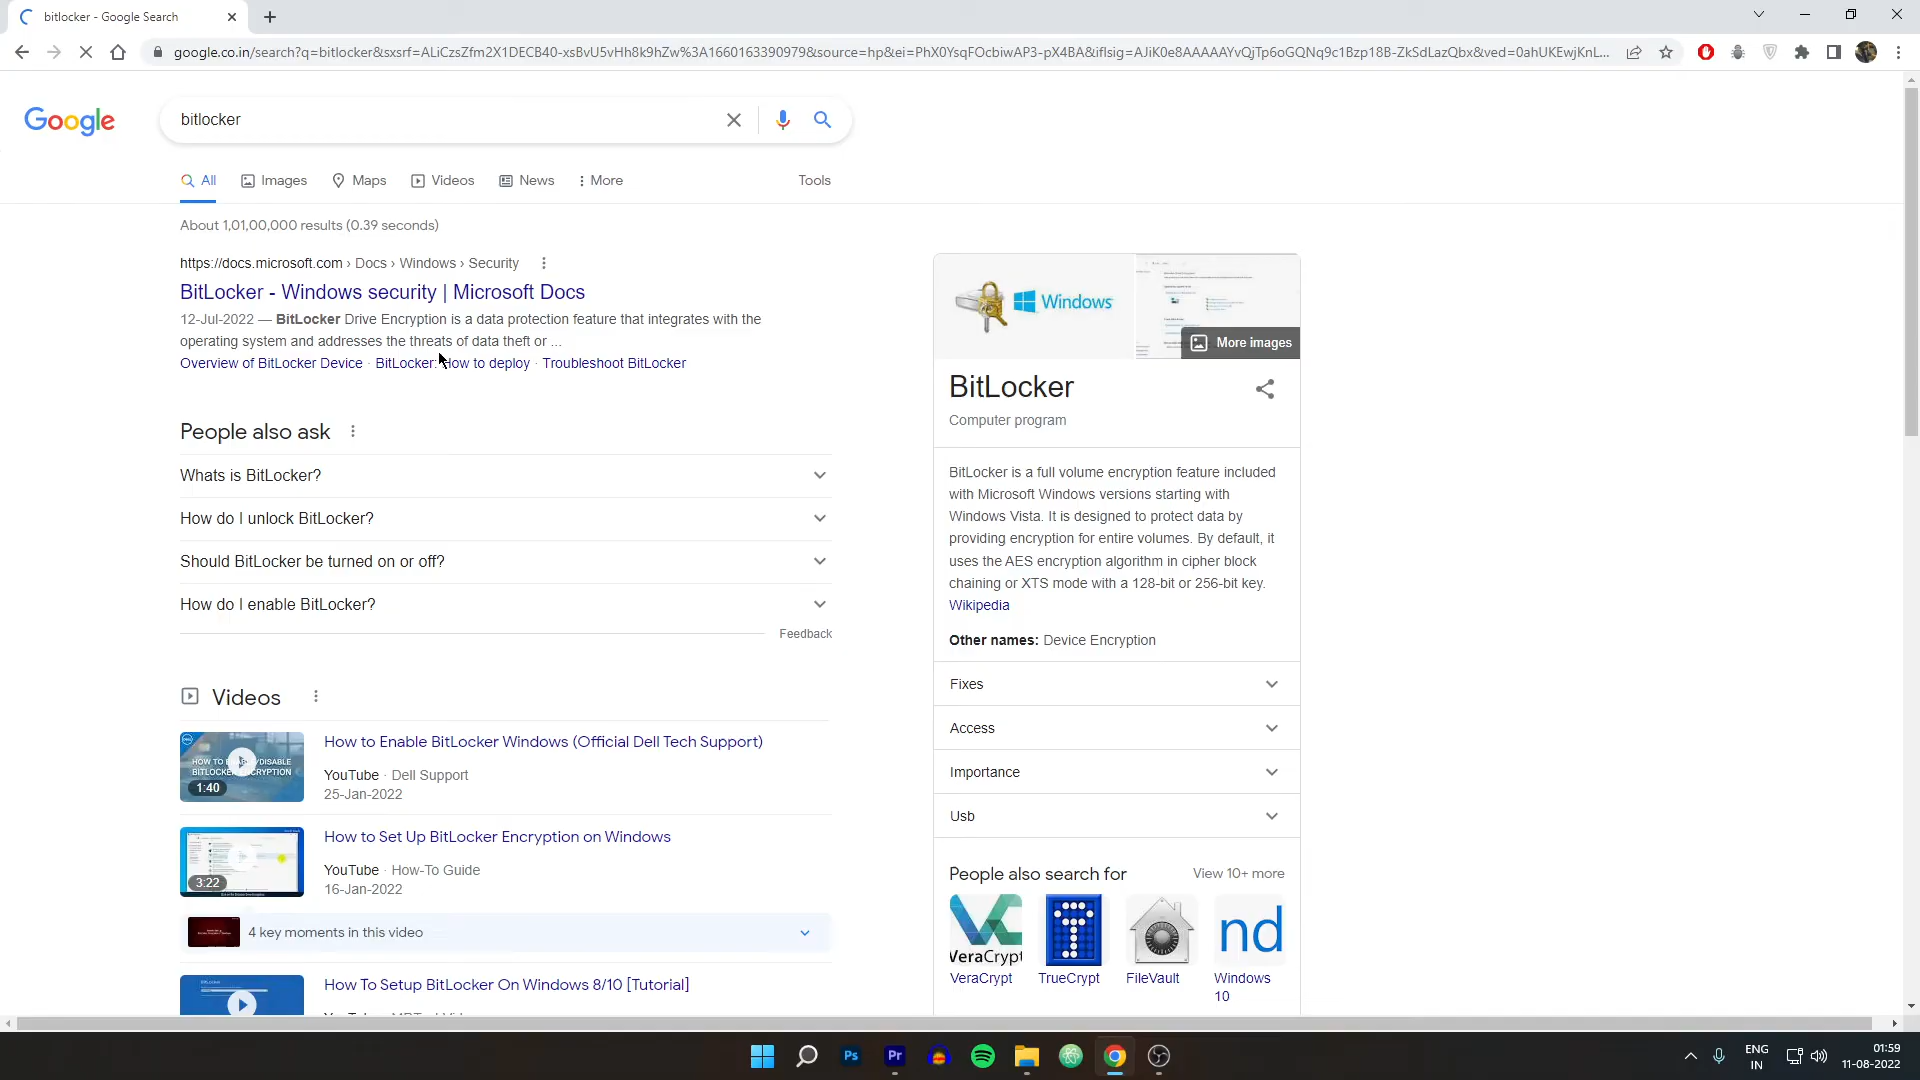 bitlocker - Google Search
google.co.in/search?q=bitlocker&sxsrf=ALiCzsZfm2X1DECB40-xsBvU5vHh8k9hZw%3A1660163390979&source=hp&ei=PhX0YsqFOcbiwAP3-pX4BA&iflsig=AJiK0e8AAAAAYvQjTp6oGQNq9c1Bzp18B-ZkSdLazQbx&ved=0ahUKEwjKnL...
Google
bitlocker
All Images Maps Videos News More Tools
About 1,01,00,000 results (0.39 seconds)
https://docs.microsoft.com › Docs › Windows › Security
BitLocker - Windows security | Microsoft Docs
12-Jul-2022 — BitLocker Drive Encryption is a data protection feature that integrates with the
operating system and addresses the threats of data theft or ...
Overview of BitLocker Device · BitLocker: How to deploy · Troubleshoot BitLocker
People also ask
Whats is BitLocker?
How do I unlock BitLocker?
Should BitLocker be turned on or off?
How do I enable BitLocker?
Feedback
Videos
HOW TO ENABLE/DISABLE
BITLOCKER ENCRYPTION
1:40
How to Enable BitLocker Windows (Official Dell Tech Support)
YouTube · Dell Support
25-Jan-2022
3:22
How to Set Up BitLocker Encryption on Windows
YouTube · How-To Guide
16-Jan-2022
4 key moments in this video
How To Setup BitLocker On Windows 8/10 [Tutorial]
Windows
More images
BitLocker
Computer program
BitLocker is a full volume encryption feature included
with Microsoft Windows versions starting with
Windows Vista. It is designed to protect data by
providing encryption for entire volumes. By default, it
uses the AES encryption algorithm in cipher block
chaining or XTS mode with a 128-bit or 256-bit key.
Wikipedia
Other names: Device Encryption
Fixes
Access
Importance
Usb
People also search for View 10+ more
VeraCrypt
nd
VeraCrypt TrueCrypt FileVault Windows
10
Ps Pr
ENG
IN
01:59
11-08-2022